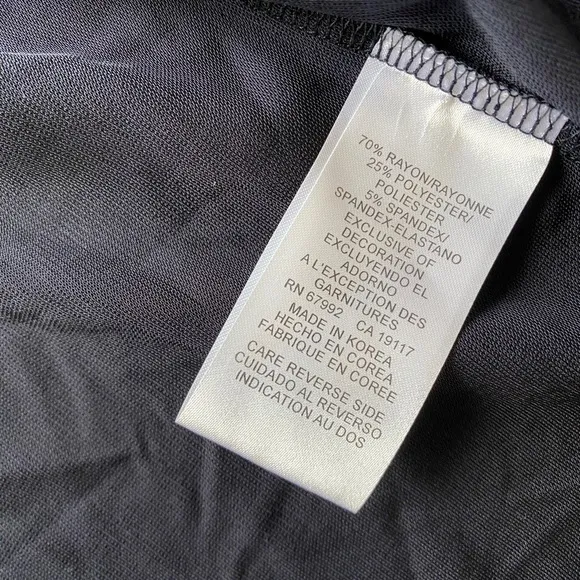 70% RAYON/RAYONNE
25% POLYESTER/
POLIESTER
5% SPANDEX/
SPANDEX-ELASTANO
EXCLUSIVE OF
DECORATION
EXCLUYENDO EL
ADORNO
A L'EXCEPTION DES
GARNITURES
RN 67992 CA 19117
MADE IN KOREA
HECHO EN COREA
FABRIQUE EN COREE
CARE REVERSE SIDE
CUIDADO AL REVERSO
INDICATION AU DOS